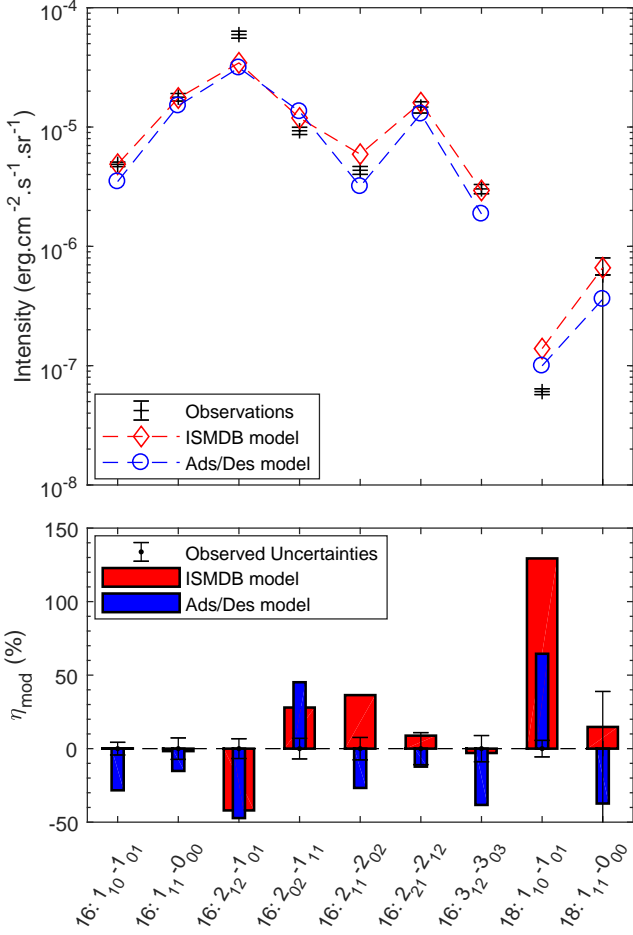 10^-4
10^-5
10^-6
10^-7
10^-8
Intensity (erg.cm^-2.s^-1.sr^-1)
Observations
ISMDB model
Ads/Des model
150
100
50
0
-50
η_mod (%)
Observed Uncertainties
ISMDB model
Ads/Des model
16: 1_10-1_01
16: 1_11-0_00
16: 2_12-1_01
16: 2_02-1_11
16: 2_11-2_02
16: 2_21-2_12
16: 3_12-3_03
18: 1_10-1_01
18: 1_11-0_00